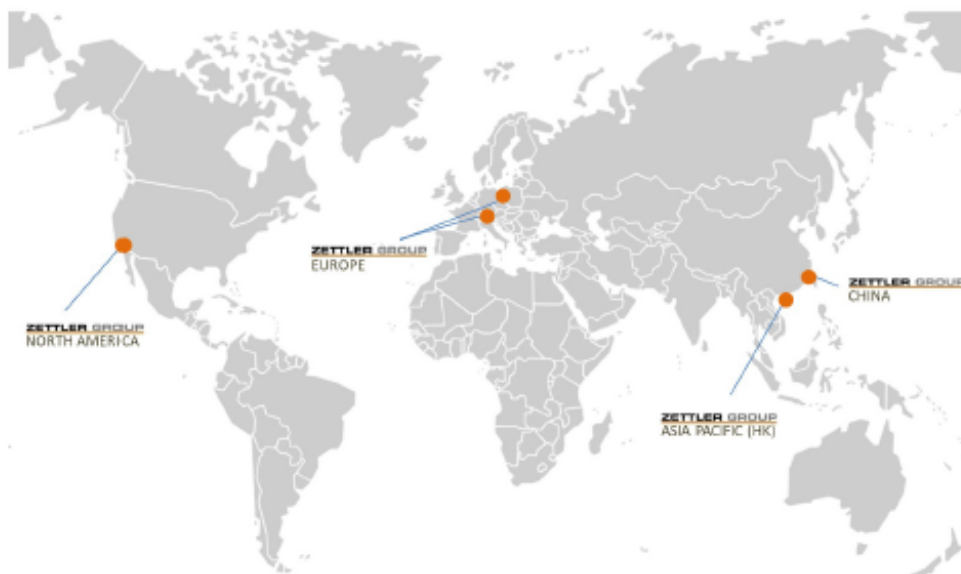 ZETTLER GROUP
EUROPE
ZETTLER GROUP
CHINA
ZETTLER GROUP
NORTH AMERICA
ZETTLER GROUP
ASIA PACIFIC (HK)